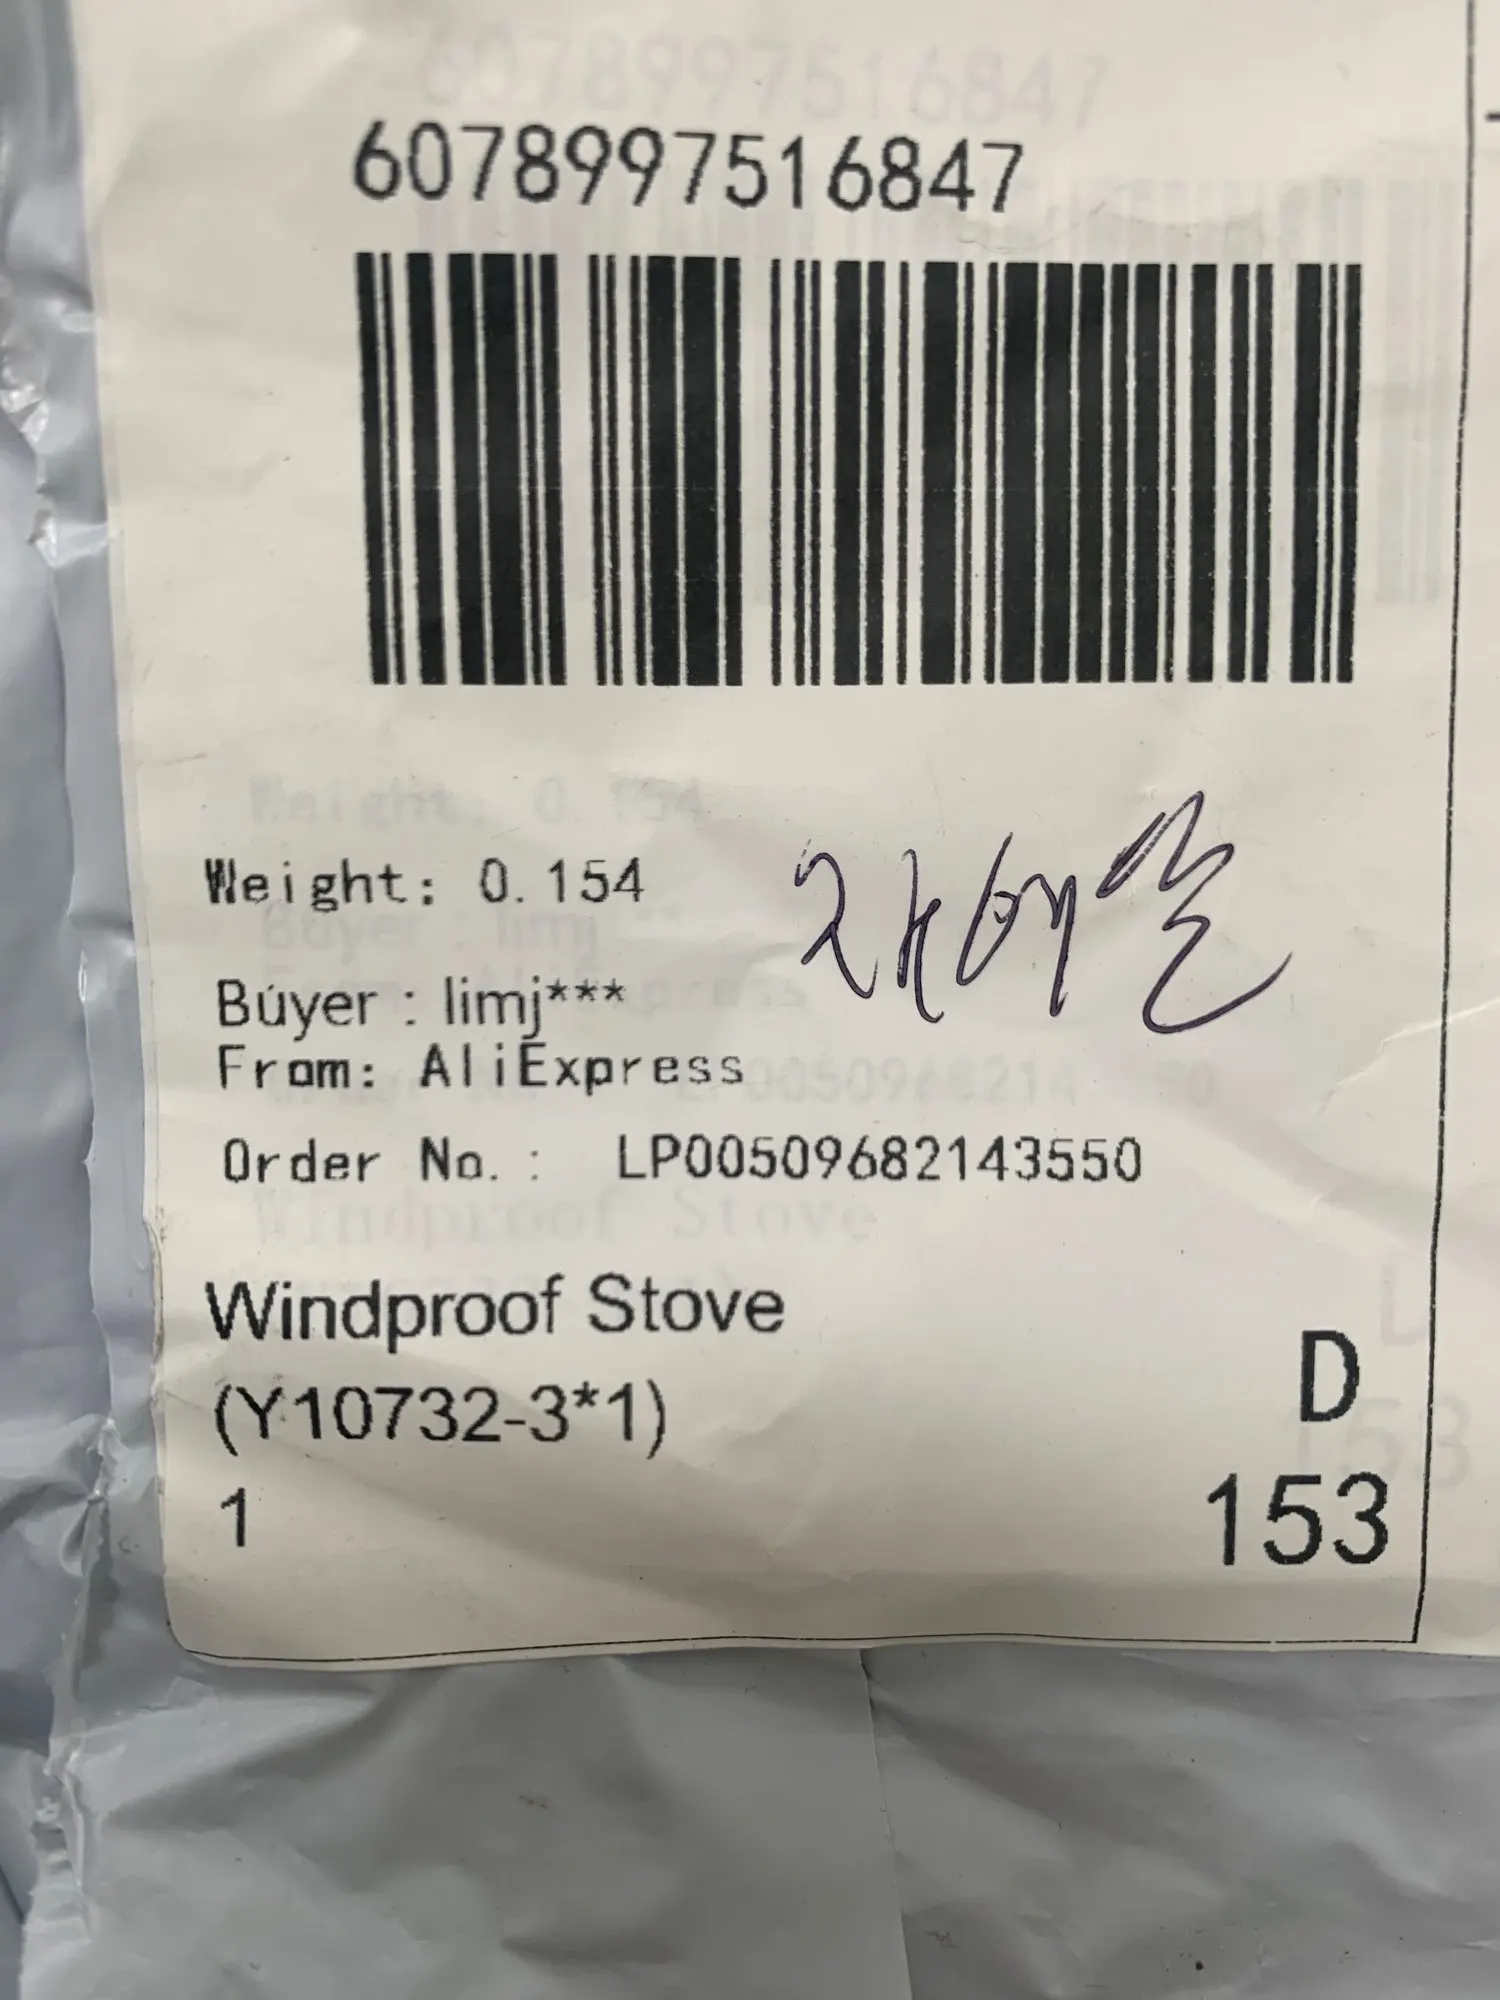 6078997516847
Weight: 0.154
Buyer : limj***
From: AliExpress
Order No. : LP00509682143550
Windproof Stove
(Y10732-3*1)
1
D
153